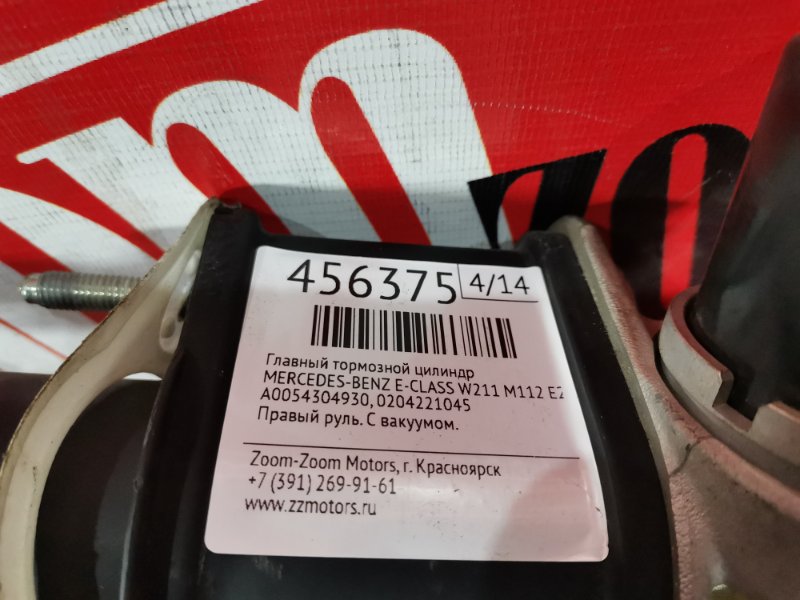 zo
456375 4/14
Главный тормозной цилиндр
MERCEDES-BENZ E-CLASS W211 M112 E2
A0054304930, 0204221045
Правый руль. С вакуумом.
Zoom-Zoom Motors, г. Красноярск
+7 (391) 269-91-61
www.zzmotors.ru